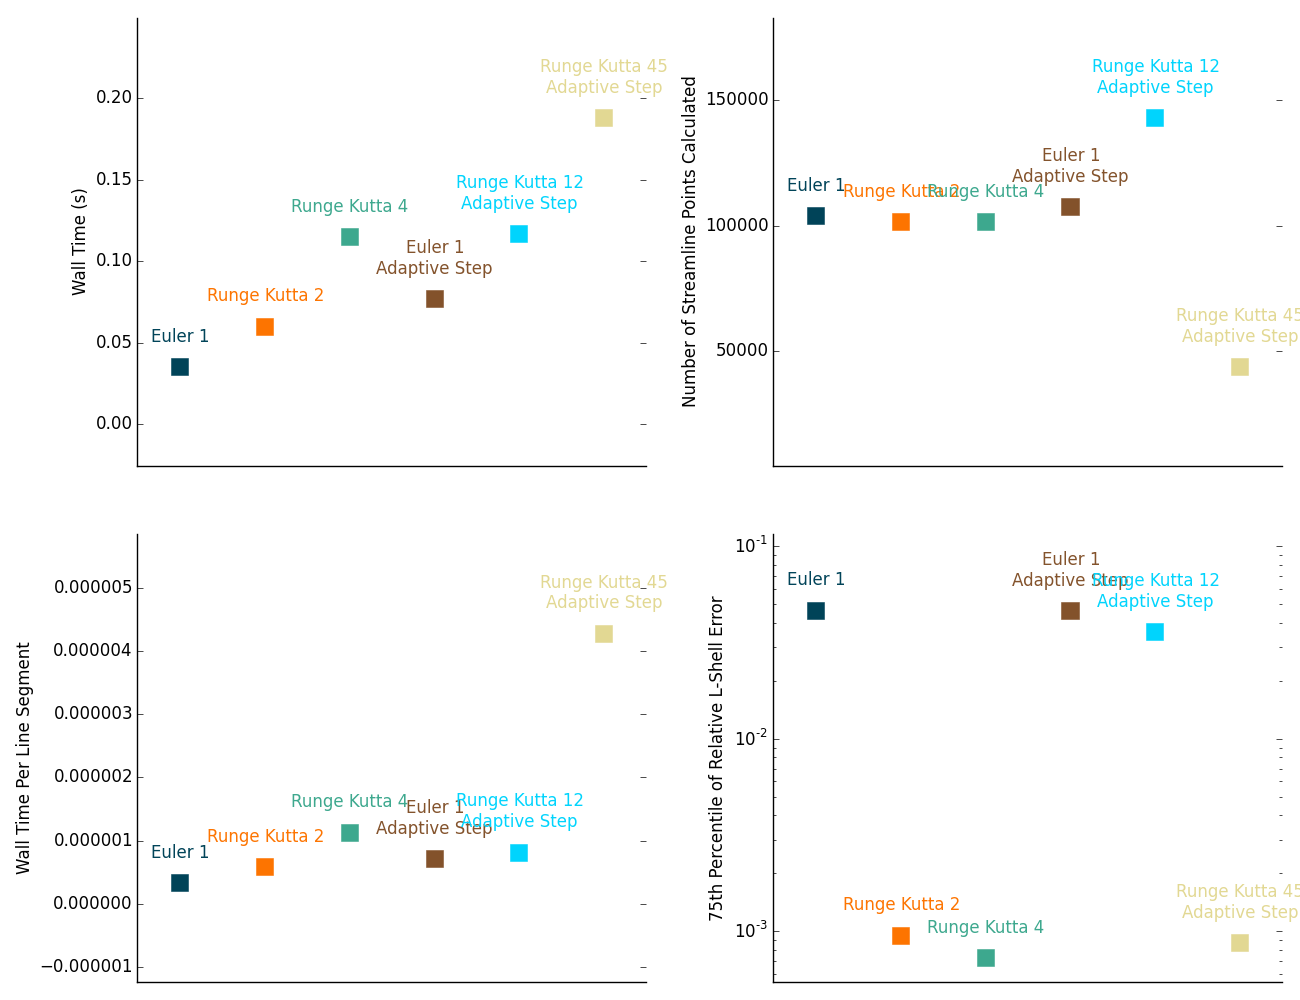 Wall Time (s)
0.20
0.15
0.10
0.05
0.00
Runge Kutta 45
Adaptive Step
Runge Kutta 12
Adaptive Step
Runge Kutta 4
Euler 1
Adaptive Step
Runge Kutta 2
Euler 1
Number of Streamline Points Calculated
150000
100000
50000
Runge Kutta 12
Adaptive Step
Euler 1
Adaptive Step
Euler 1
Runge Kutta 2
Runge Kutta 4
Runge Kutta 45
Adaptive Step
Wall Time Per Line Segment
0.000005
0.000004
0.000003
0.000002
0.000001
0.000000
−0.000001
Runge Kutta 45
Adaptive Step
Runge Kutta 4
Euler 1
Adaptive Step
Runge Kutta 12
Adaptive Step
Runge Kutta 2
Euler 1
75th Percentile of Relative L-Shell Error
10⁻¹
10⁻²
10⁻³
Euler 1
Euler 1
Adaptive Step
Runge Kutta 12
Adaptive Step
Runge Kutta 2
Runge Kutta 4
Runge Kutta 45
Adaptive Step